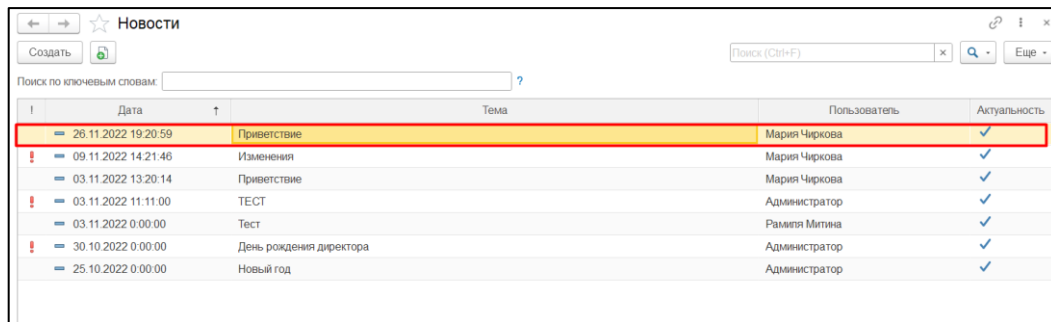 Новости
Создать Поиск (Ctrl+F) × Еще
Поиск по ключевым словам: ?
! Дата ↑ Тема Пользователь Актуальность
26.11.2022 19:20:59 Приветствие Мария Чиркова
! 09.11.2022 14:21:46 Изменения Мария Чиркова
03.11.2022 13:20:14 Приветствие Мария Чиркова
! 03.11.2022 11:11:00 ТЕСТ Администратор
03.11.2022 0:00:00 Тест Рамиля Митина
! 30.10.2022 0:00:00 День рождения директора Администратор
25.10.2022 0:00:00 Новый год Администратор